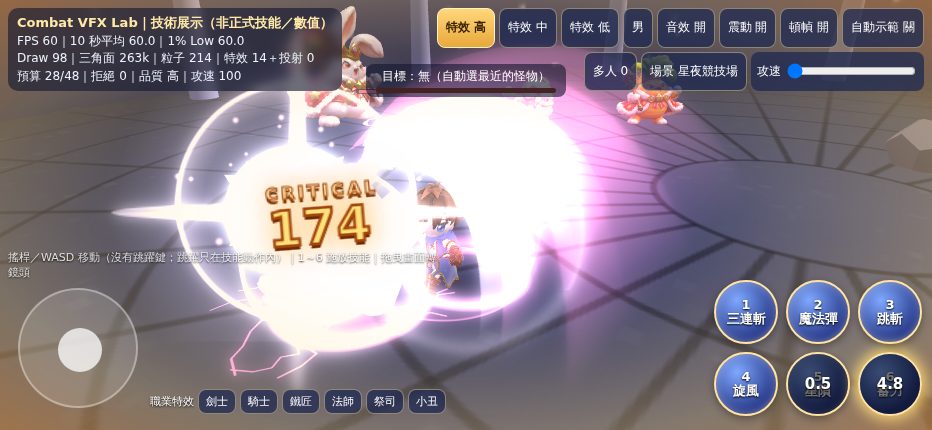 Combat VFX Lab｜技術展示（非正式技能／數值）
FPS 60｜10 秒平均 60.0｜1% Low 60.0
Draw 98｜三角面 263k｜粒子 214｜特效 14＋投射 0
預算 28/48｜拒絕 0｜品質 高｜攻速 100
特效 高
特效 中
特效 低
男
音效 開
震動 開
頓幀 開
自動示範 關
多人 0
場景 星夜競技場
攻速
目標：無（自動選最近的怪物）
CRITICAL
174
搖桿／WASD 移動（沒有跳躍鍵；跳躍只在技能動作內）｜1～6 施放技能｜拖曳畫面轉
鏡頭
1
三連斬
2
魔法彈
3
跳斬
4
旋風
0.5
4.8
蓄力
職業特效
劍士
騎士
鐵匠
法師
祭司
小丑